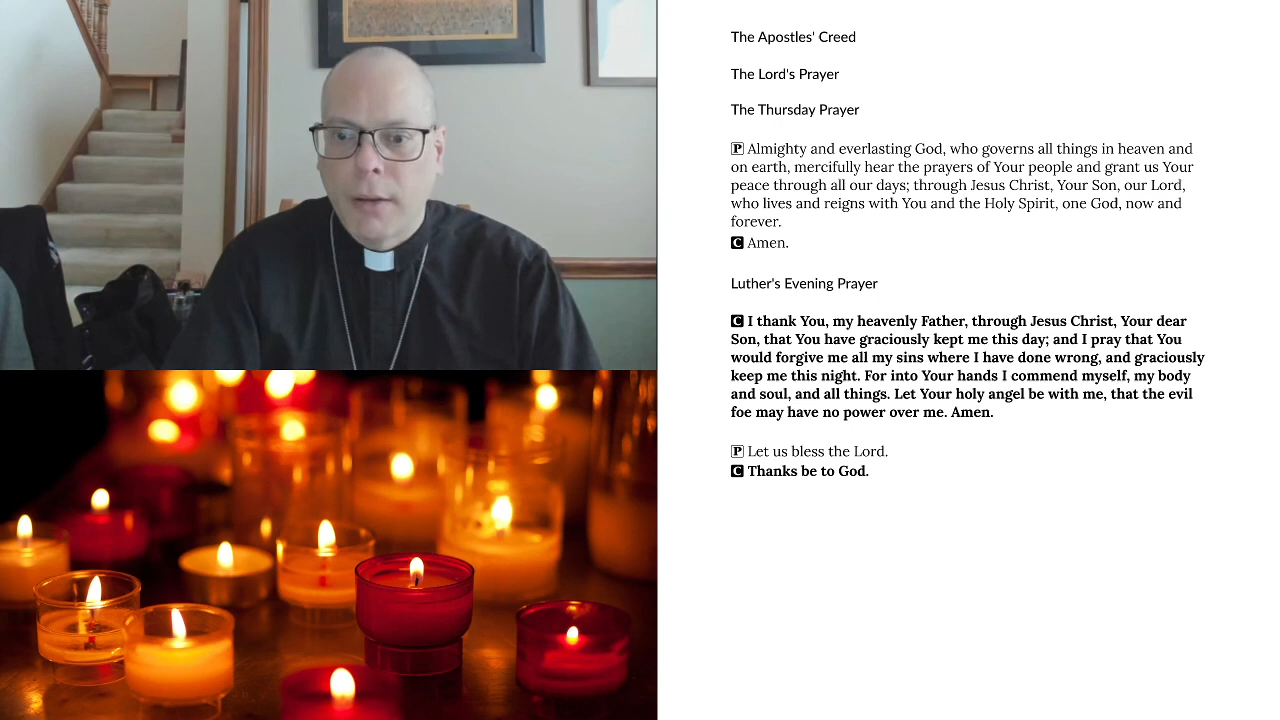 The Apostles' Creed
The Lord's Prayer
The Thursday Prayer
P Almighty and everlasting God, who governs all things in heaven and
on earth, mercifully hear the prayers of Your people and grant us Your
peace through all our days; through Jesus Christ, Your Son, our Lord,
who lives and reigns with You and the Holy Spirit, one God, now and
forever.
C Amen.
Luther's Evening Prayer
C I thank You, my heavenly Father, through Jesus Christ, Your dear
Son, that You have graciously kept me this day; and I pray that You
would forgive me all my sins where I have done wrong, and graciously
keep me this night. For into Your hands I commend myself, my body
and soul, and all things. Let Your holy angel be with me, that the evil
foe may have no power over me. Amen.
P Let us bless the Lord.
C Thanks be to God.